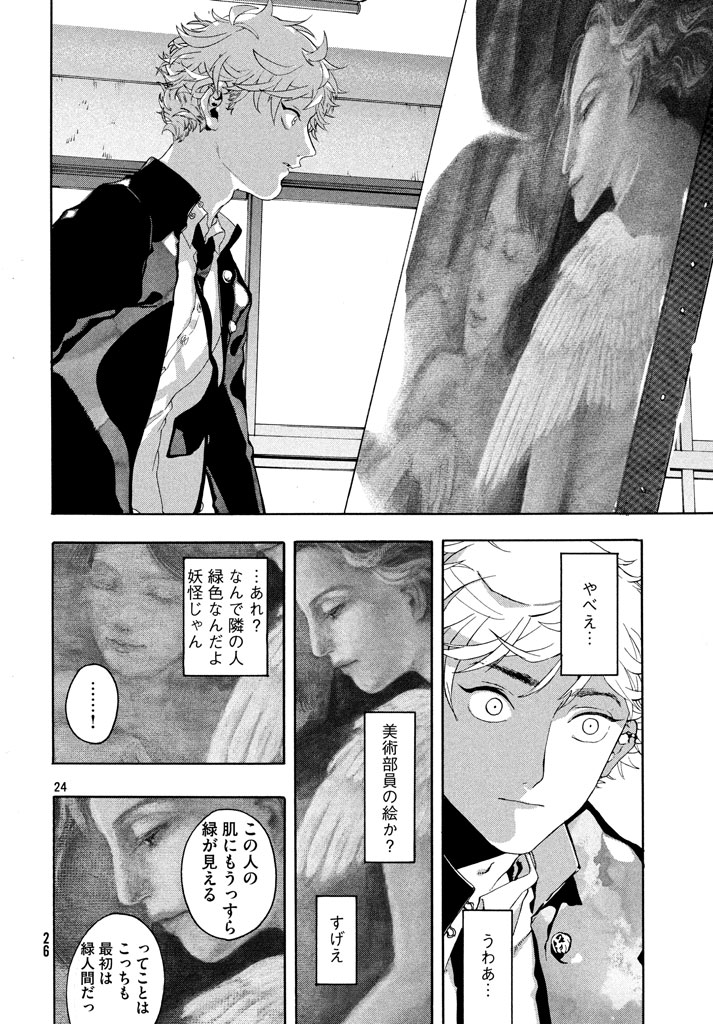 やべえ…
うわあ…
美術部員の絵か?
すげえ
…あれ?
なんで隣の人
緑色なんだよ
妖怪じゃん
……!
24
この人の
肌にもうっすら
緑が見える
ってことは
こっちも
最初は
緑人間だっ
26